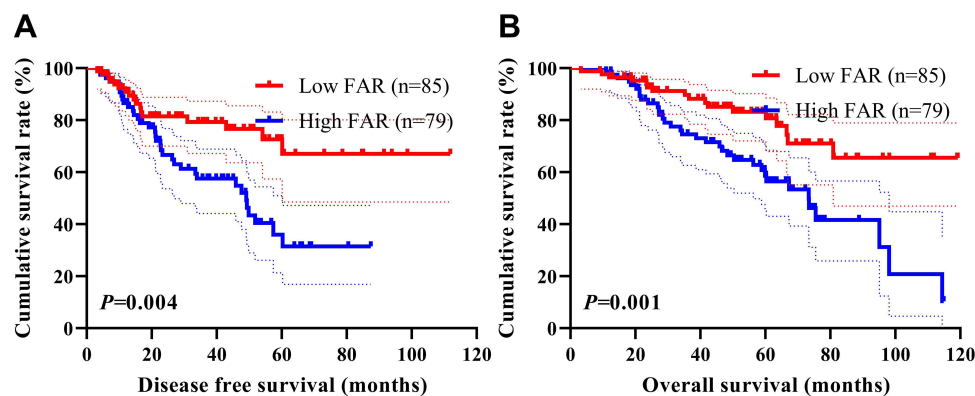 A
Cumulative survival rate (%)
100
80
60
40
20
0
Low FAR (n=85)
High FAR (n=79)
P=0.004
0 20 40 60 80 100 120
Disease free survival (months)
B
Cumulative survival rate (%)
100
80
60
40
20
0
Low FAR (n=85)
High FAR (n=79)
P=0.001
0 20 40 60 80 100 120
Overall survival (months)